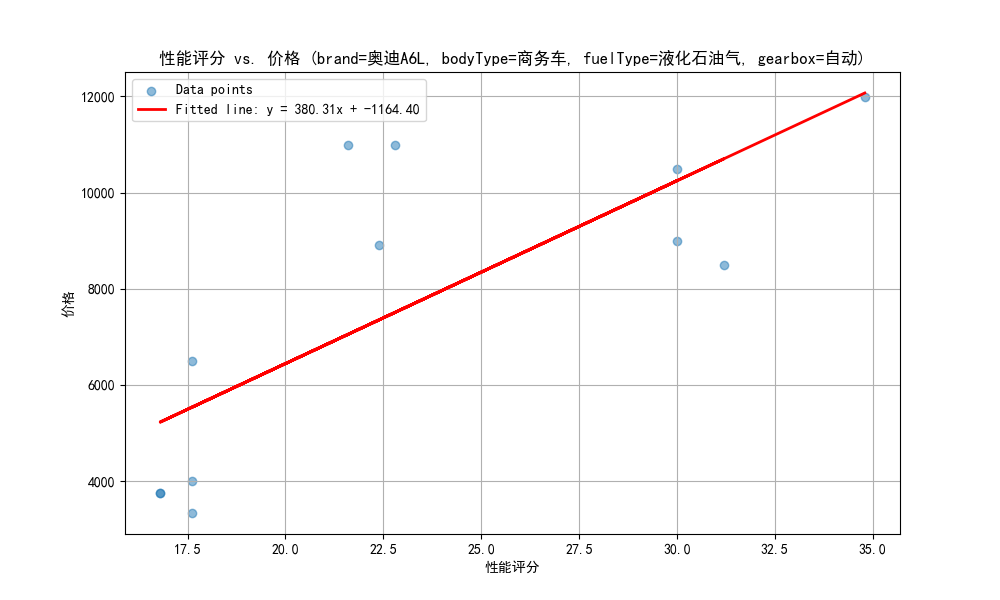 性能评分 vs. 价格 (brand=奥迪A6L, bodyType=商务车, fuelType=液化石油气, gearbox=自动)
Data points
Fitted line: y = 380.31x + -1164.40
12000
10000
8000
6000
4000
价格
17.5 20.0 22.5 25.0 27.5 30.0 32.5 35.0
性能评分